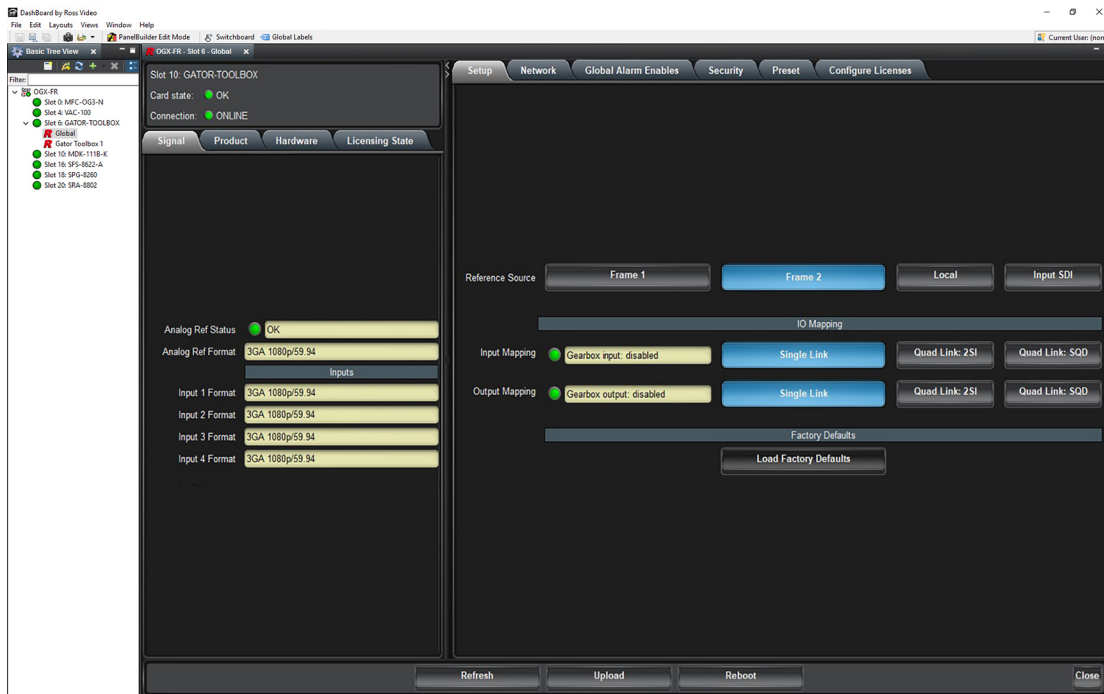 DashBoard by Ross Video
File Edit Layouts Views Window Help
PanelBuilder Edit Mode Switchboard Global Labels
Current User: (non
Basic Tree View
Filter:
OGX-FR
Slot 0: MFC-OG3-N
Slot 4: VAC-100
Slot 6: GATOR-TOOLBOX
Global
Gator Toolbox 1
Slot 10: MDK-111B-K
Slot 16: SFS-8622-A
Slot 18: SPG-8260
Slot 20: SRA-8802
OGX-FR - Slot 6 - Global
Slot 10: GATOR-TOOLBOX
Card state: OK
Connection: ONLINE
Signal Product Hardware Licensing State
Analog Ref Status OK
Analog Ref Format 3GA 1080p/59.94
Inputs
Input 1 Format 3GA 1080p/59.94
Input 2 Format 3GA 1080p/59.94
Input 3 Format 3GA 1080p/59.94
Input 4 Format 3GA 1080p/59.94
Setup Network Global Alarm Enables Security Preset Configure Licenses
Reference Source Frame 1 Frame 2 Local Input SDI
IO Mapping
Input Mapping Gearbox input: disabled Single Link Quad Link: 2SI Quad Link: SQD
Output Mapping Gearbox output: disabled Single Link Quad Link: 2SI Quad Link: SQD
Factory Defaults
Load Factory Defaults
Refresh Upload Reboot Close